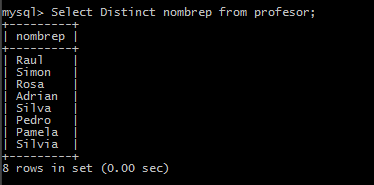 mysql> Select Distinct nombrep from profesor;
+---------+
| nombrep |
+---------+
| Raul    |
| Simon   |
| Rosa    |
| Adrian  |
| Silva   |
| Pedro   |
| Pamela  |
| Silvia  |
+---------+
8 rows in set (0.00 sec)